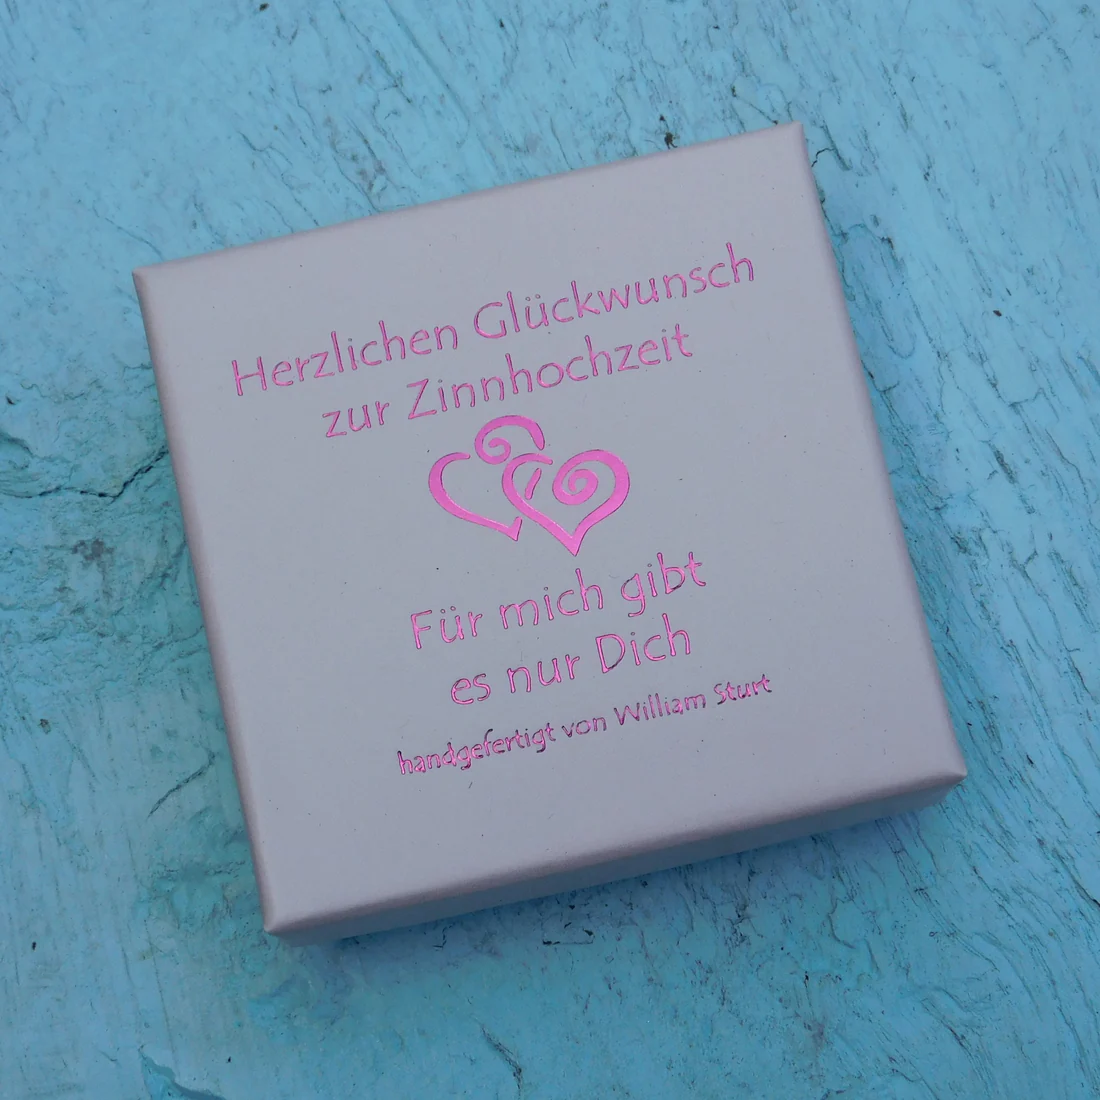 Herzlichen Glückwunsch
zur Zinnhochzeit
Für mich gibt
es nur Dich
handgefertigt von William Sturt